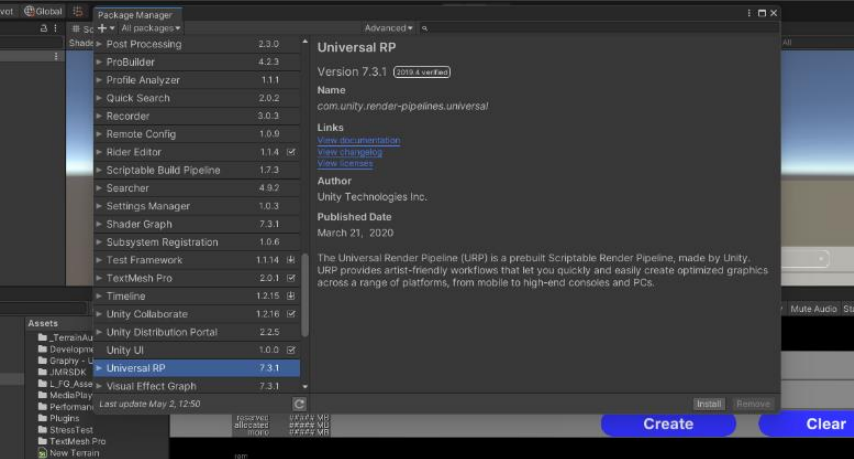 vot Global
Package Manager
All packages
Advanced
All
Shade
Post Processing 2.3.0
ProBuilder 4.2.3
Profile Analyzer 1.1.1
Quick Search 2.0.2
Recorder 3.0.3
Remote Config 1.0.9
Rider Editor 1.1.4
Scriptable Build Pipeline 1.7.3
Searcher 4.9.2
Settings Manager 1.0.3
Shader Graph 7.3.1
Subsystem Registration 1.0.6
Test Framework 1.1.14
TextMesh Pro 2.0.1
Timeline 1.2.15
Unity Collaborate 1.2.16
Unity Distribution Portal 2.2.5
Unity UI 1.0.0
Universal RP 7.3.1
Visual Effect Graph 7.3.1
Last update May 2, 12:50
Universal RP
Version 7.3.1 2019.4 verified
Name
com.unity.render-pipelines.universal
Links
View documentation
View changelog
View licenses
Author
Unity Technologies Inc.
Published Date
March 21, 2020
The Universal Render Pipeline (URP) is a prebuilt Scriptable Render Pipeline, made by Unity.
URP provides artist-friendly workflows that let you quickly and easily create optimized graphics
across a range of platforms, from mobile to high-end consoles and PCs.
Install Remove
Mute Audio Sta
Assets
_TerrainAu
Developme
Graphy - U
JMRSDK
L_FG_Asse
MediaPlay
Performan
Plugins
StressTest
TextMesh Pro
New Terrain
reserved ####.# MB
allocated ####.# MB
mono ####.# MB
ram
Create
Clear